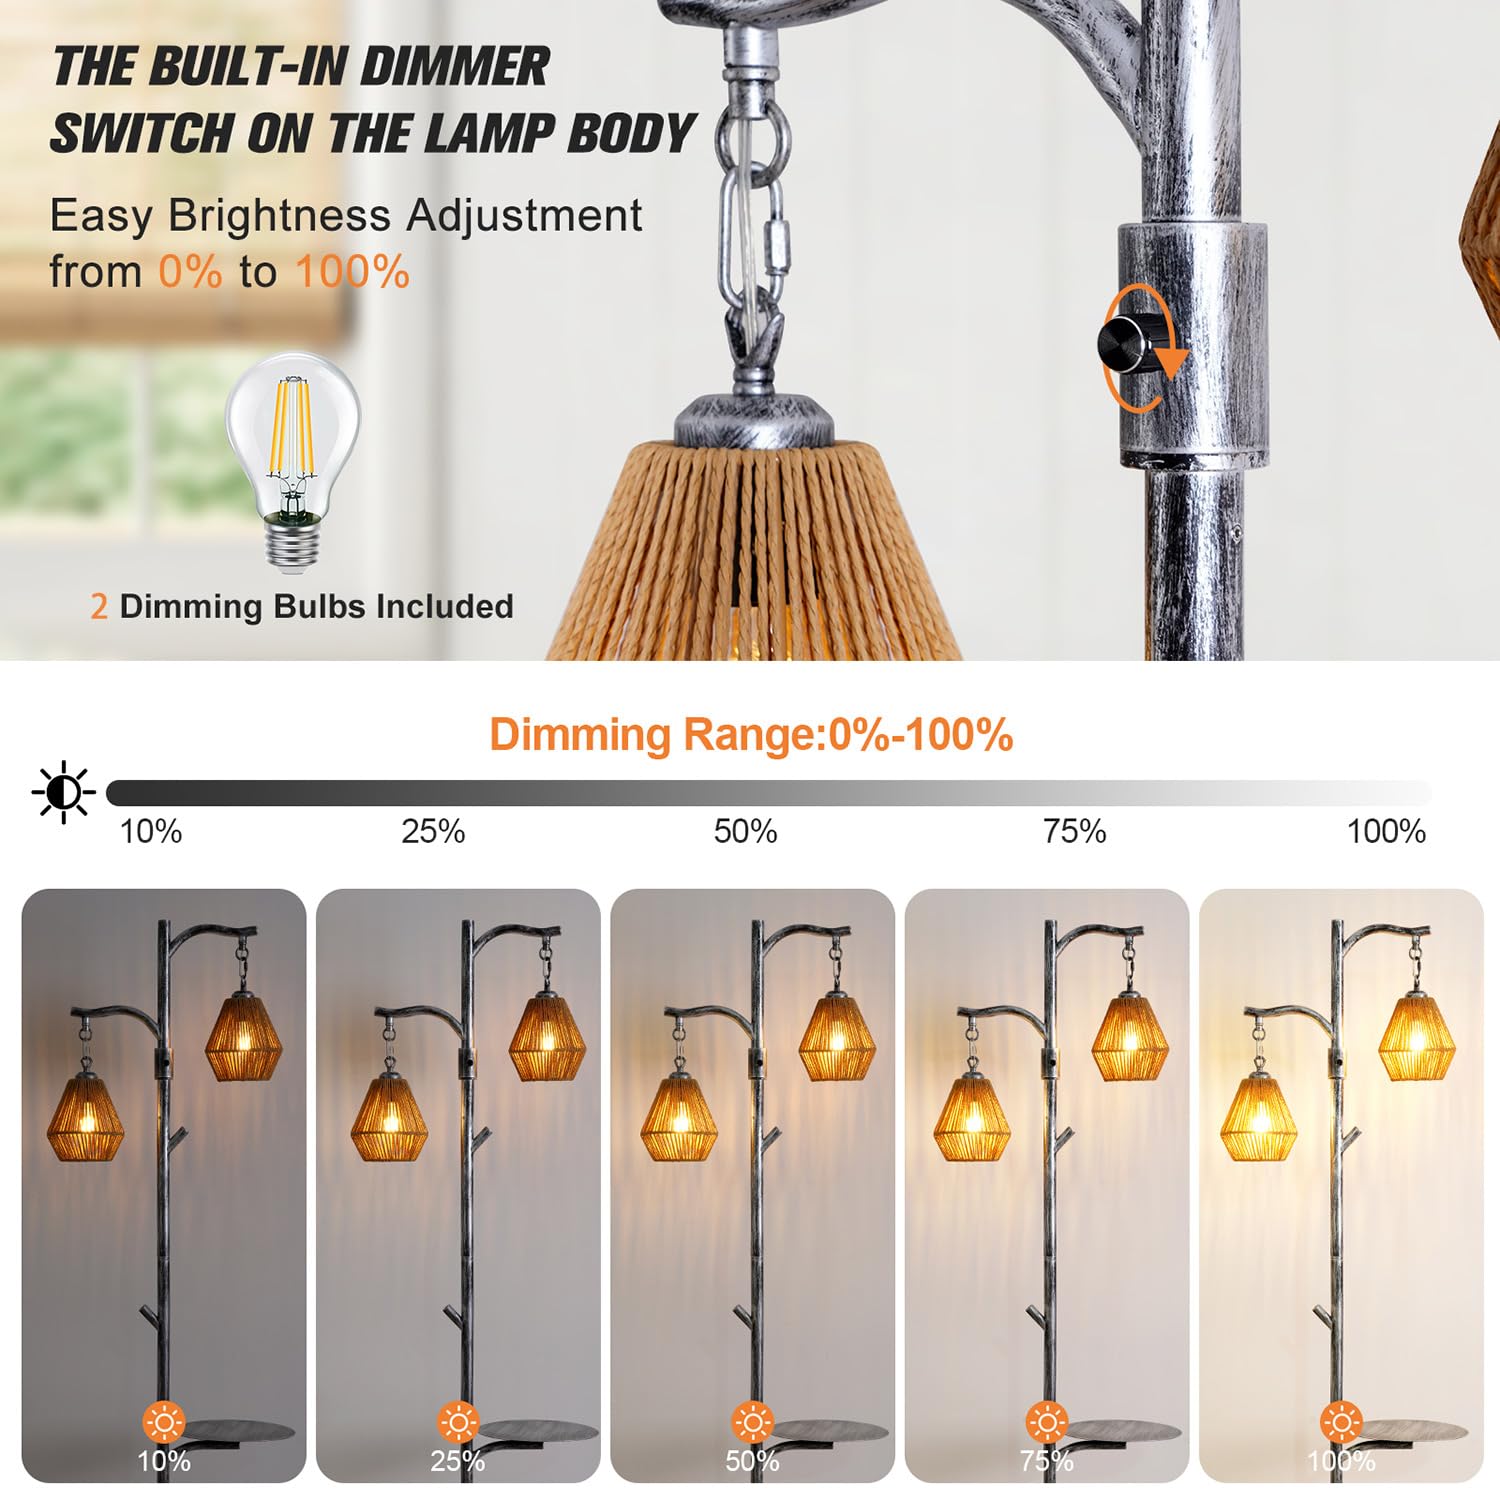 THE BUILT-IN DIMMER
SWITCH ON THE LAMP BODY
Easy Brightness Adjustment
from 0% to 100%
2 Dimming Bulbs Included
Dimming Range:0%-100%
10% 25% 50% 75% 100%
10% 25% 50% 75% 100%